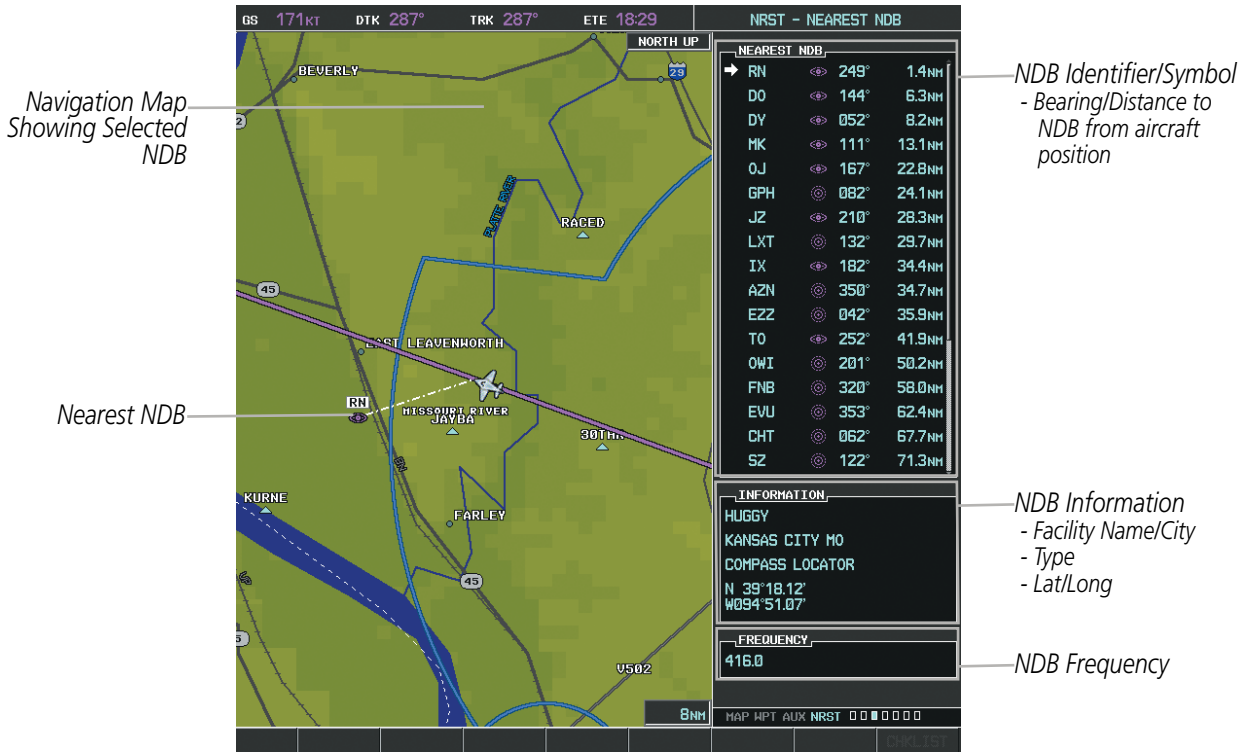 GS 171KT DTK 287° TRK 287° ETE 18:29 NRST - NEAREST NDB
NORTH UP
BEVERLY
29
2
PLATTE RIVER
RACED
45
EAST LEAVENWORTH
RN
MISSOURI RIVER
JAYBA
30THR
BN
KURNE
FARLEY
UP
45
5
V502
8NM
NEAREST NDB
RN 249° 1.4NM
DO 144° 6.3NM
DY 052° 8.2NM
MK 111° 13.1NM
OJ 167° 22.8NM
GPH 082° 24.1NM
JZ 210° 28.3NM
LXT 132° 29.7NM
IX 182° 34.4NM
AZN 350° 34.7NM
EZZ 042° 35.9NM
TO 252° 41.9NM
OWI 201° 50.2NM
FNB 320° 58.0NM
EVU 353° 62.4NM
CHT 062° 67.7NM
SZ 122° 71.3NM
INFORMATION
HUGGY
KANSAS CITY MO
COMPASS LOCATOR
N 39°18.12'
W094°51.07'
FREQUENCY
416.0
MAP WPT AUX NRST
CHKLIST
Navigation Map
Showing Selected
NDB
Nearest NDB
NDB Identifier/Symbol
- Bearing/Distance to
NDB from aircraft
position
NDB Information
- Facility Name/City
- Type
- Lat/Long
NDB Frequency